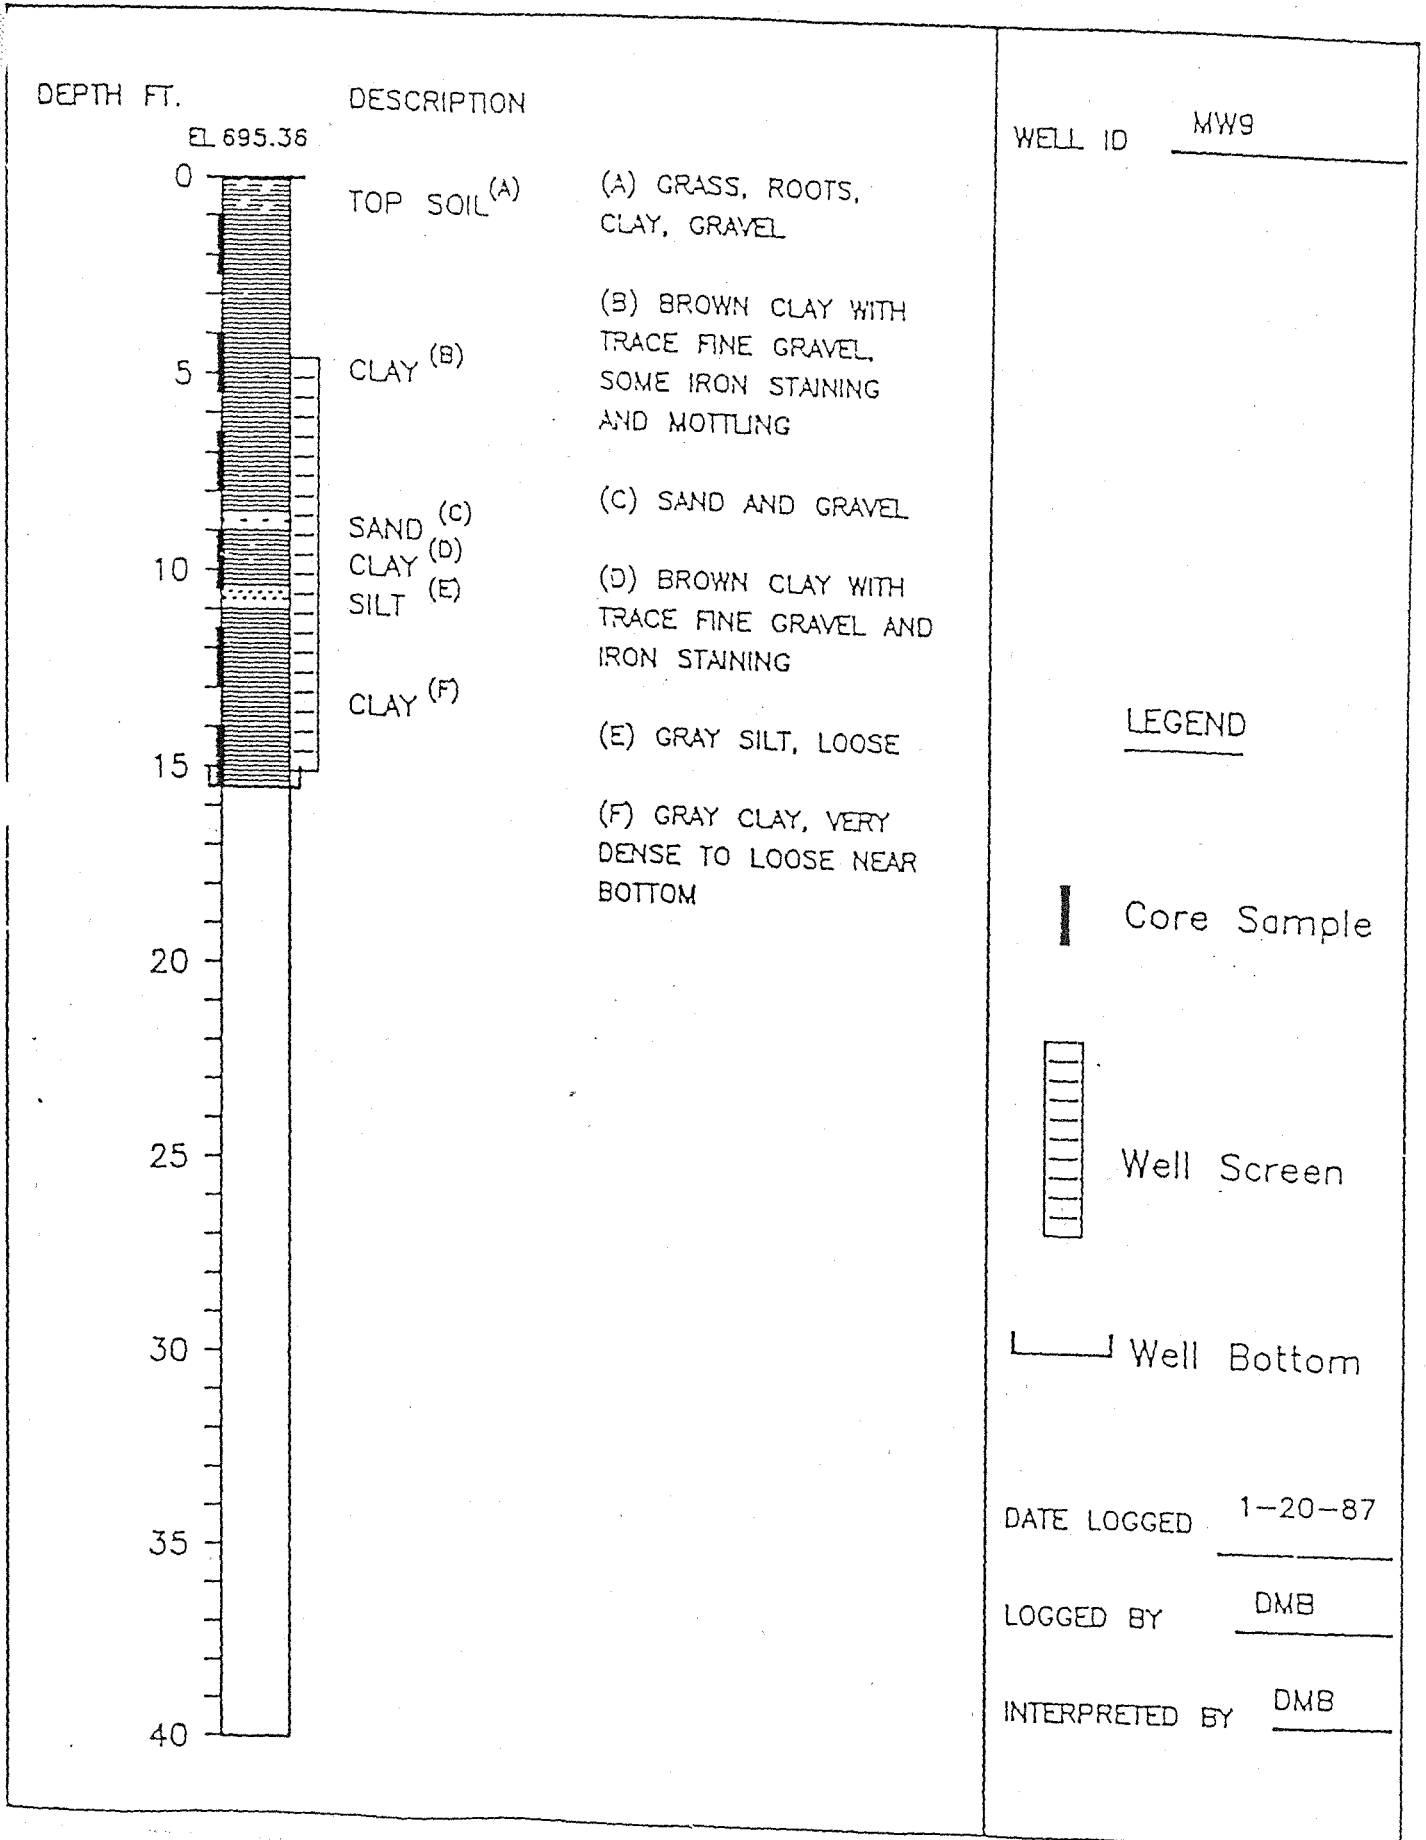 DEPTH FT.
DESCRIPTION
EL 695.36
0
5
10
15
20
25
30
35
40
TOP SOIL(A)
CLAY (B)
SAND (C)
CLAY (D)
SILT (E)
CLAY (F)
(A) GRASS, ROOTS,
CLAY, GRAVEL
(B) BROWN CLAY WITH
TRACE FINE GRAVEL,
SOME IRON STAINING
AND MOTTLING
(C) SAND AND GRAVEL
(D) BROWN CLAY WITH
TRACE FINE GRAVEL AND
IRON STAINING
(E) GRAY SILT, LOOSE
(F) GRAY CLAY, VERY
DENSE TO LOOSE NEAR
BOTTOM
WELL ID MW9
LEGEND
Core Sample
Well Screen
Well Bottom
DATE LOGGED 1-20-87
LOGGED BY DMB
INTERPRETED BY DMB